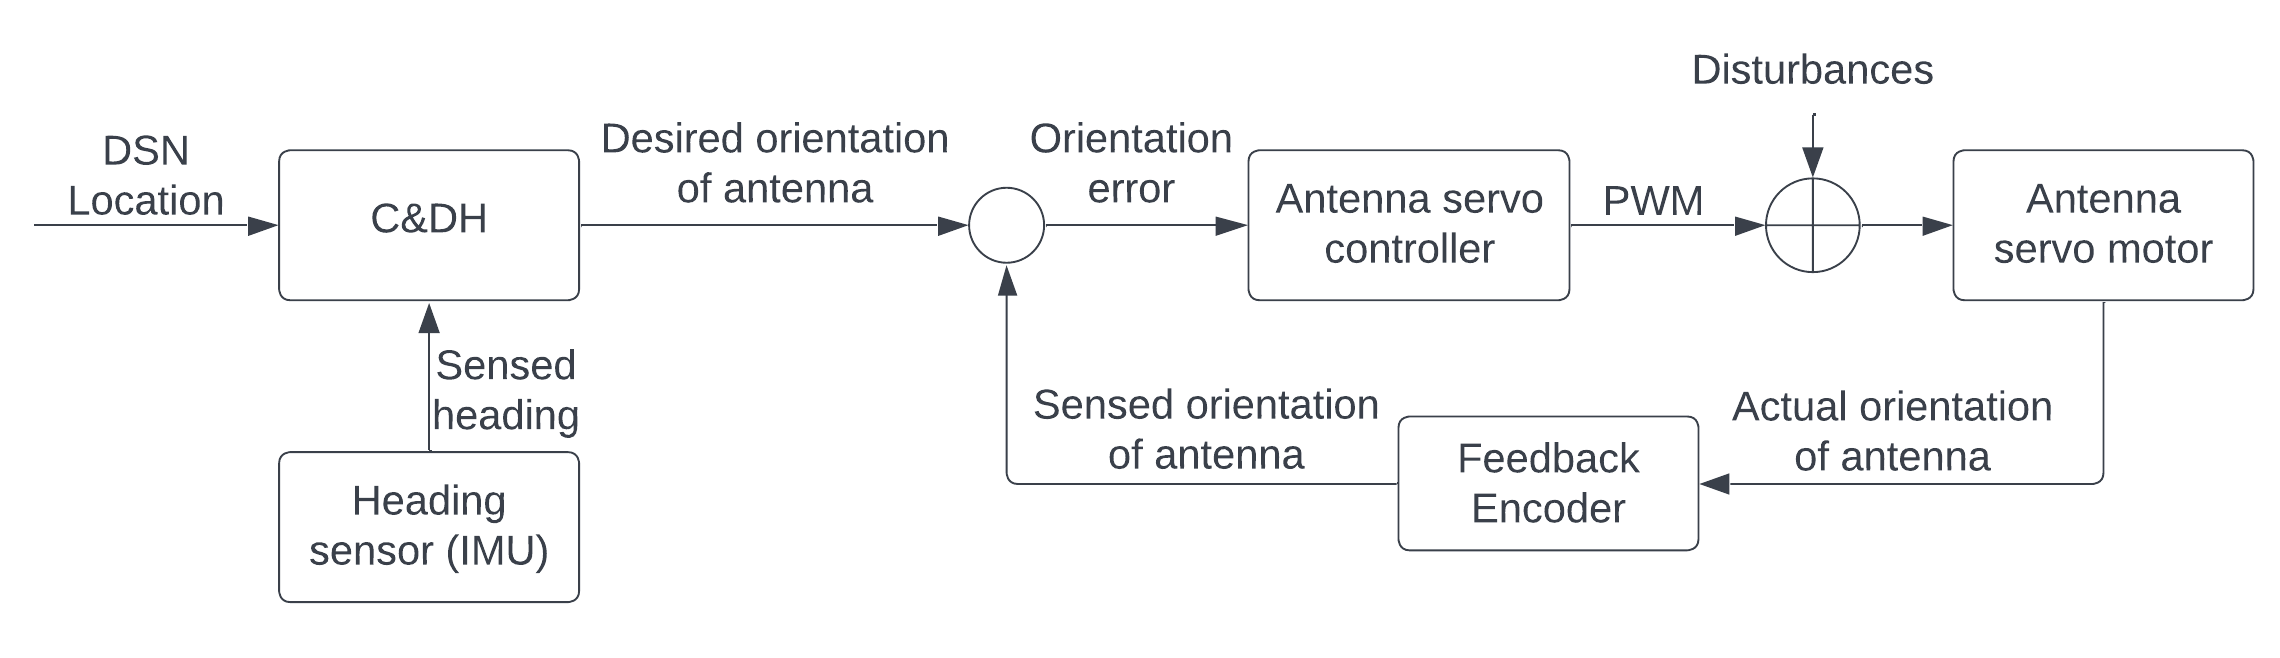 Disturbances
DSN
Location
C&DH
Desired orientation
of antenna
Orientation
error
Antenna servo
controller
PWM
Antenna
servo motor
Sensed
heading
Heading
sensor (IMU)
Sensed orientation
of antenna
Feedback
Encoder
Actual orientation
of antenna